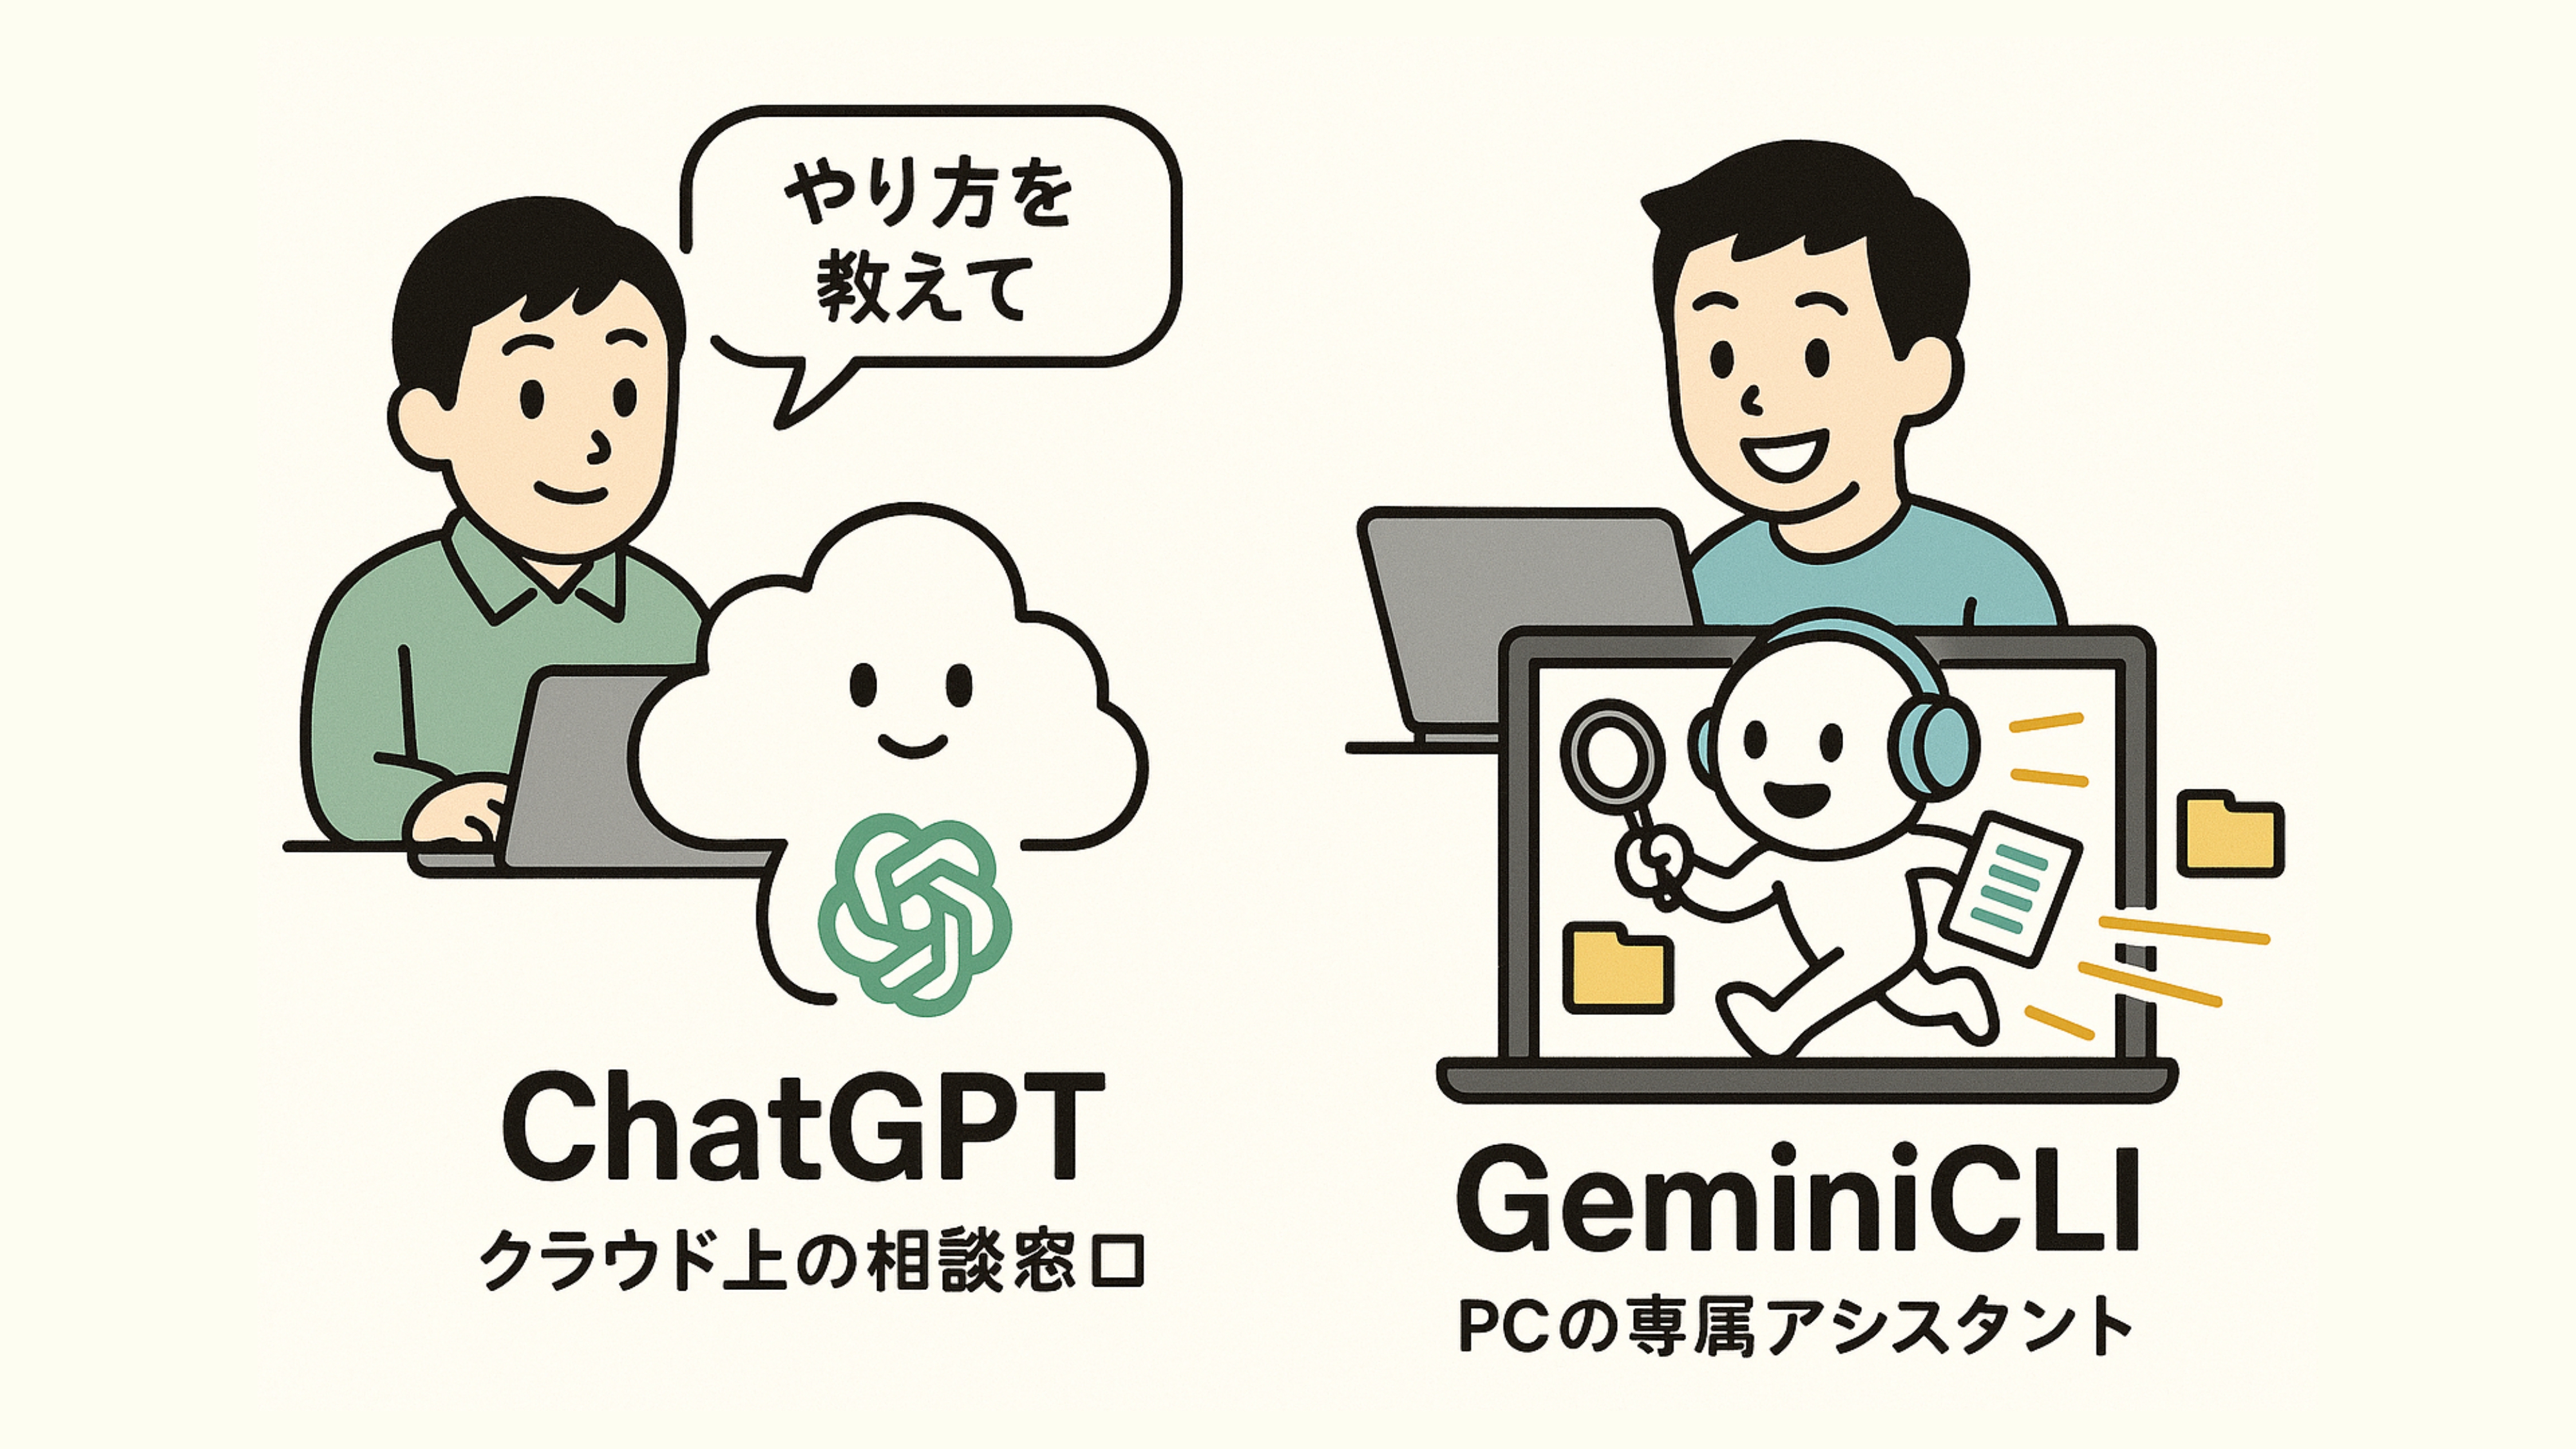 やり方を
教えて
ChatGPT
クラウド上の相談窓口
GeminiCLI
PCの専属アシスタント